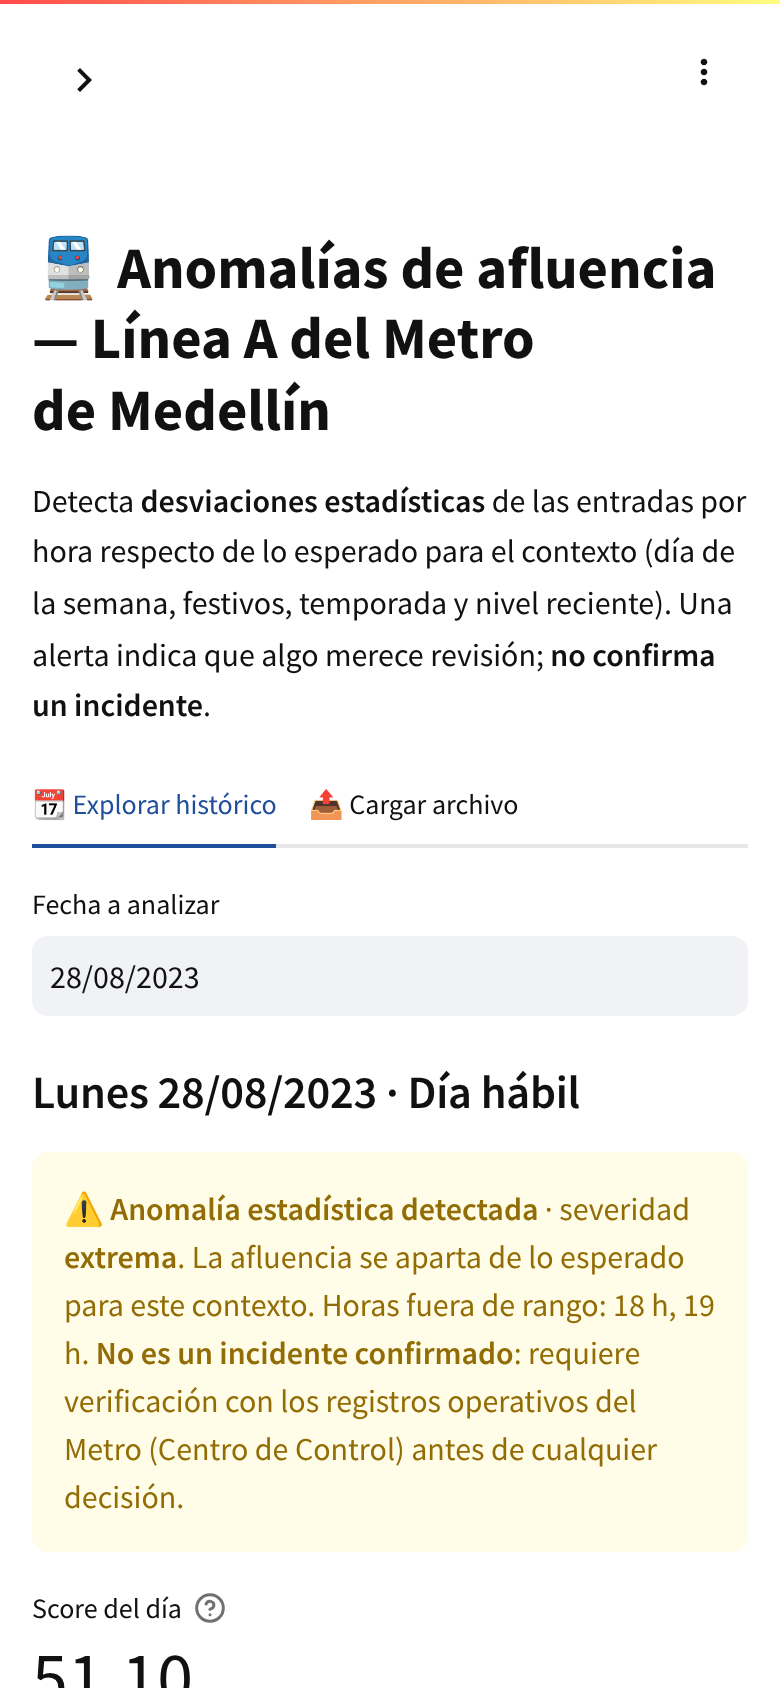 Anomalías de afluencia
— Línea A del Metro
de Medellín
Detecta desviaciones estadísticas de las entradas por
hora respecto de lo esperado para el contexto (día de
la semana, festivos, temporada y nivel reciente). Una
alerta indica que algo merece revisión; no confirma
un incidente.
Explorar histórico Cargar archivo
Fecha a analizar
28/08/2023
Lunes 28/08/2023 · Día hábil
⚠️ Anomalía estadística detectada · severidad
extrema. La afluencia se aparta de lo esperado
para este contexto. Horas fuera de rango: 18 h, 19
h. No es un incidente confirmado: requiere
verificación con los registros operativos del
Metro (Centro de Control) antes de cualquier
decisión.
Score del día
51.10